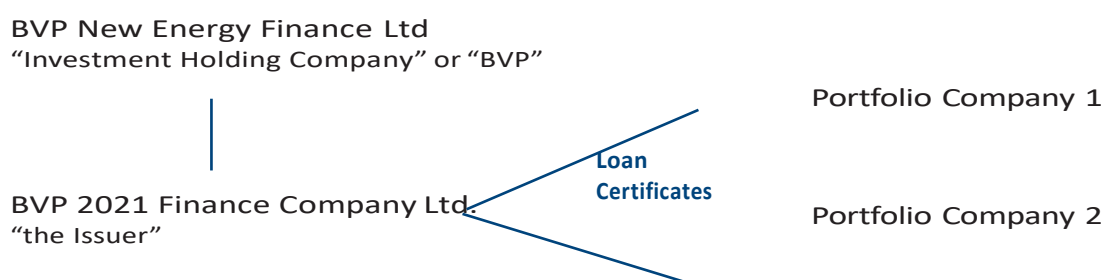 BVP New Energy Finance Ltd
“Investment Holding Company” or “BVP”
Portfolio Company 1
Loan
Certificates
BVP 2021 Finance Company Ltd.
“the Issuer”
Portfolio Company 2